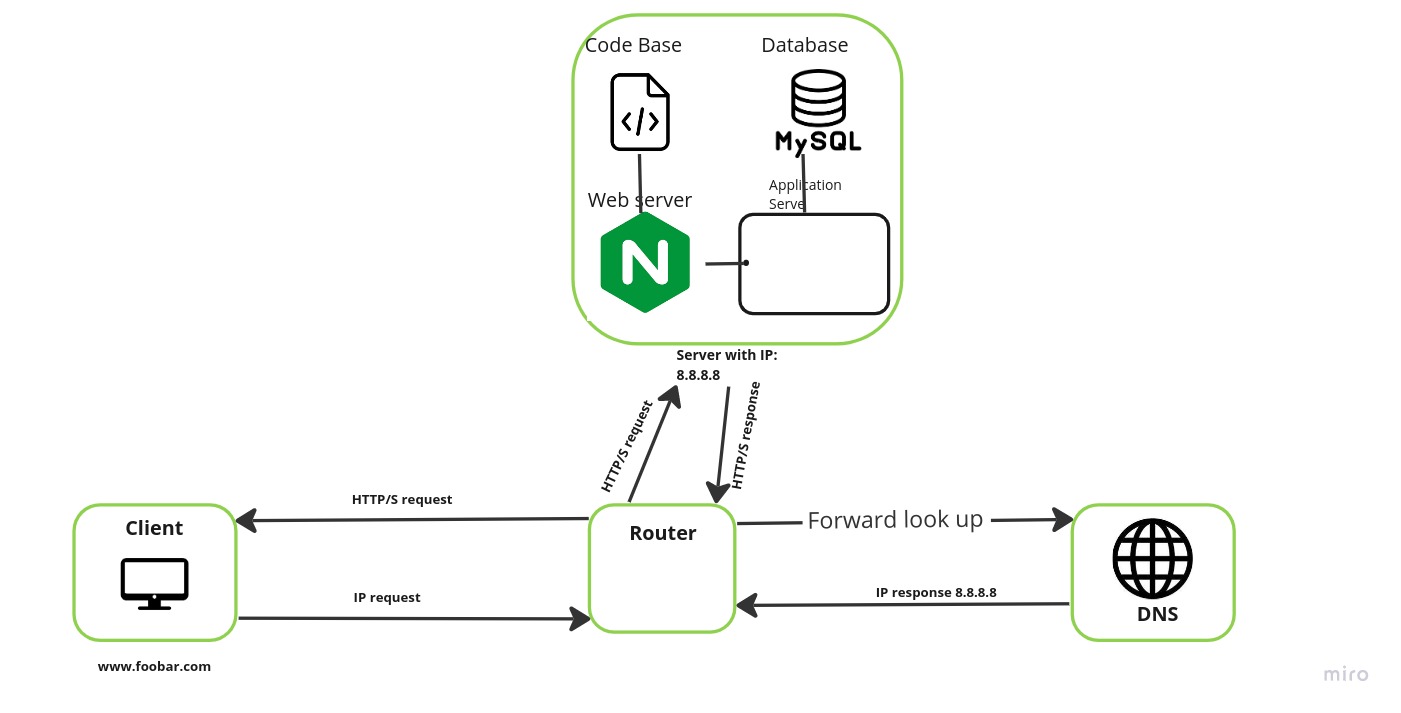 Code Base
Database
MySQL
Application
Serve
Web server
N
Server with IP:
8.8.8.8
HTTP/S request
HTTP/S response
HTTP/S request
Client
Router
Forward look up
IP request
IP response 8.8.8.8
DNS
www.foobar.com
miro